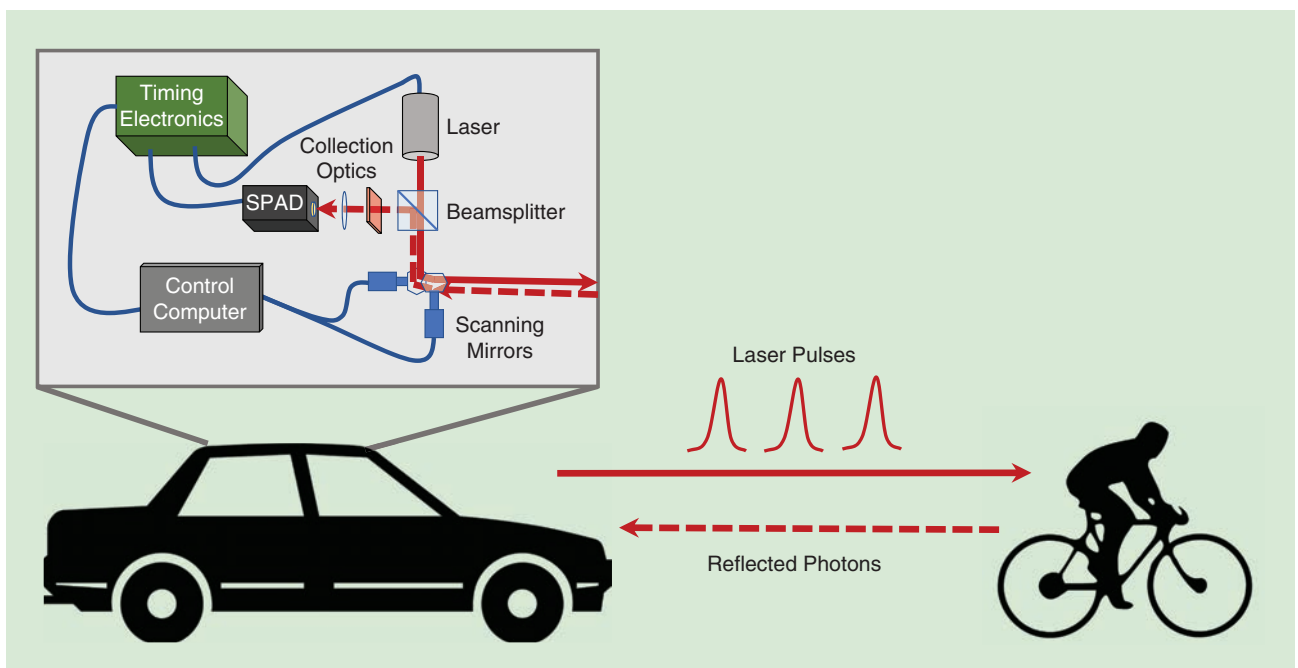 Timing
Electronics
Laser
Collection
Optics
SPAD
Beamsplitter
Control
Computer
Scanning
Mirrors
Laser Pulses
Reflected Photons